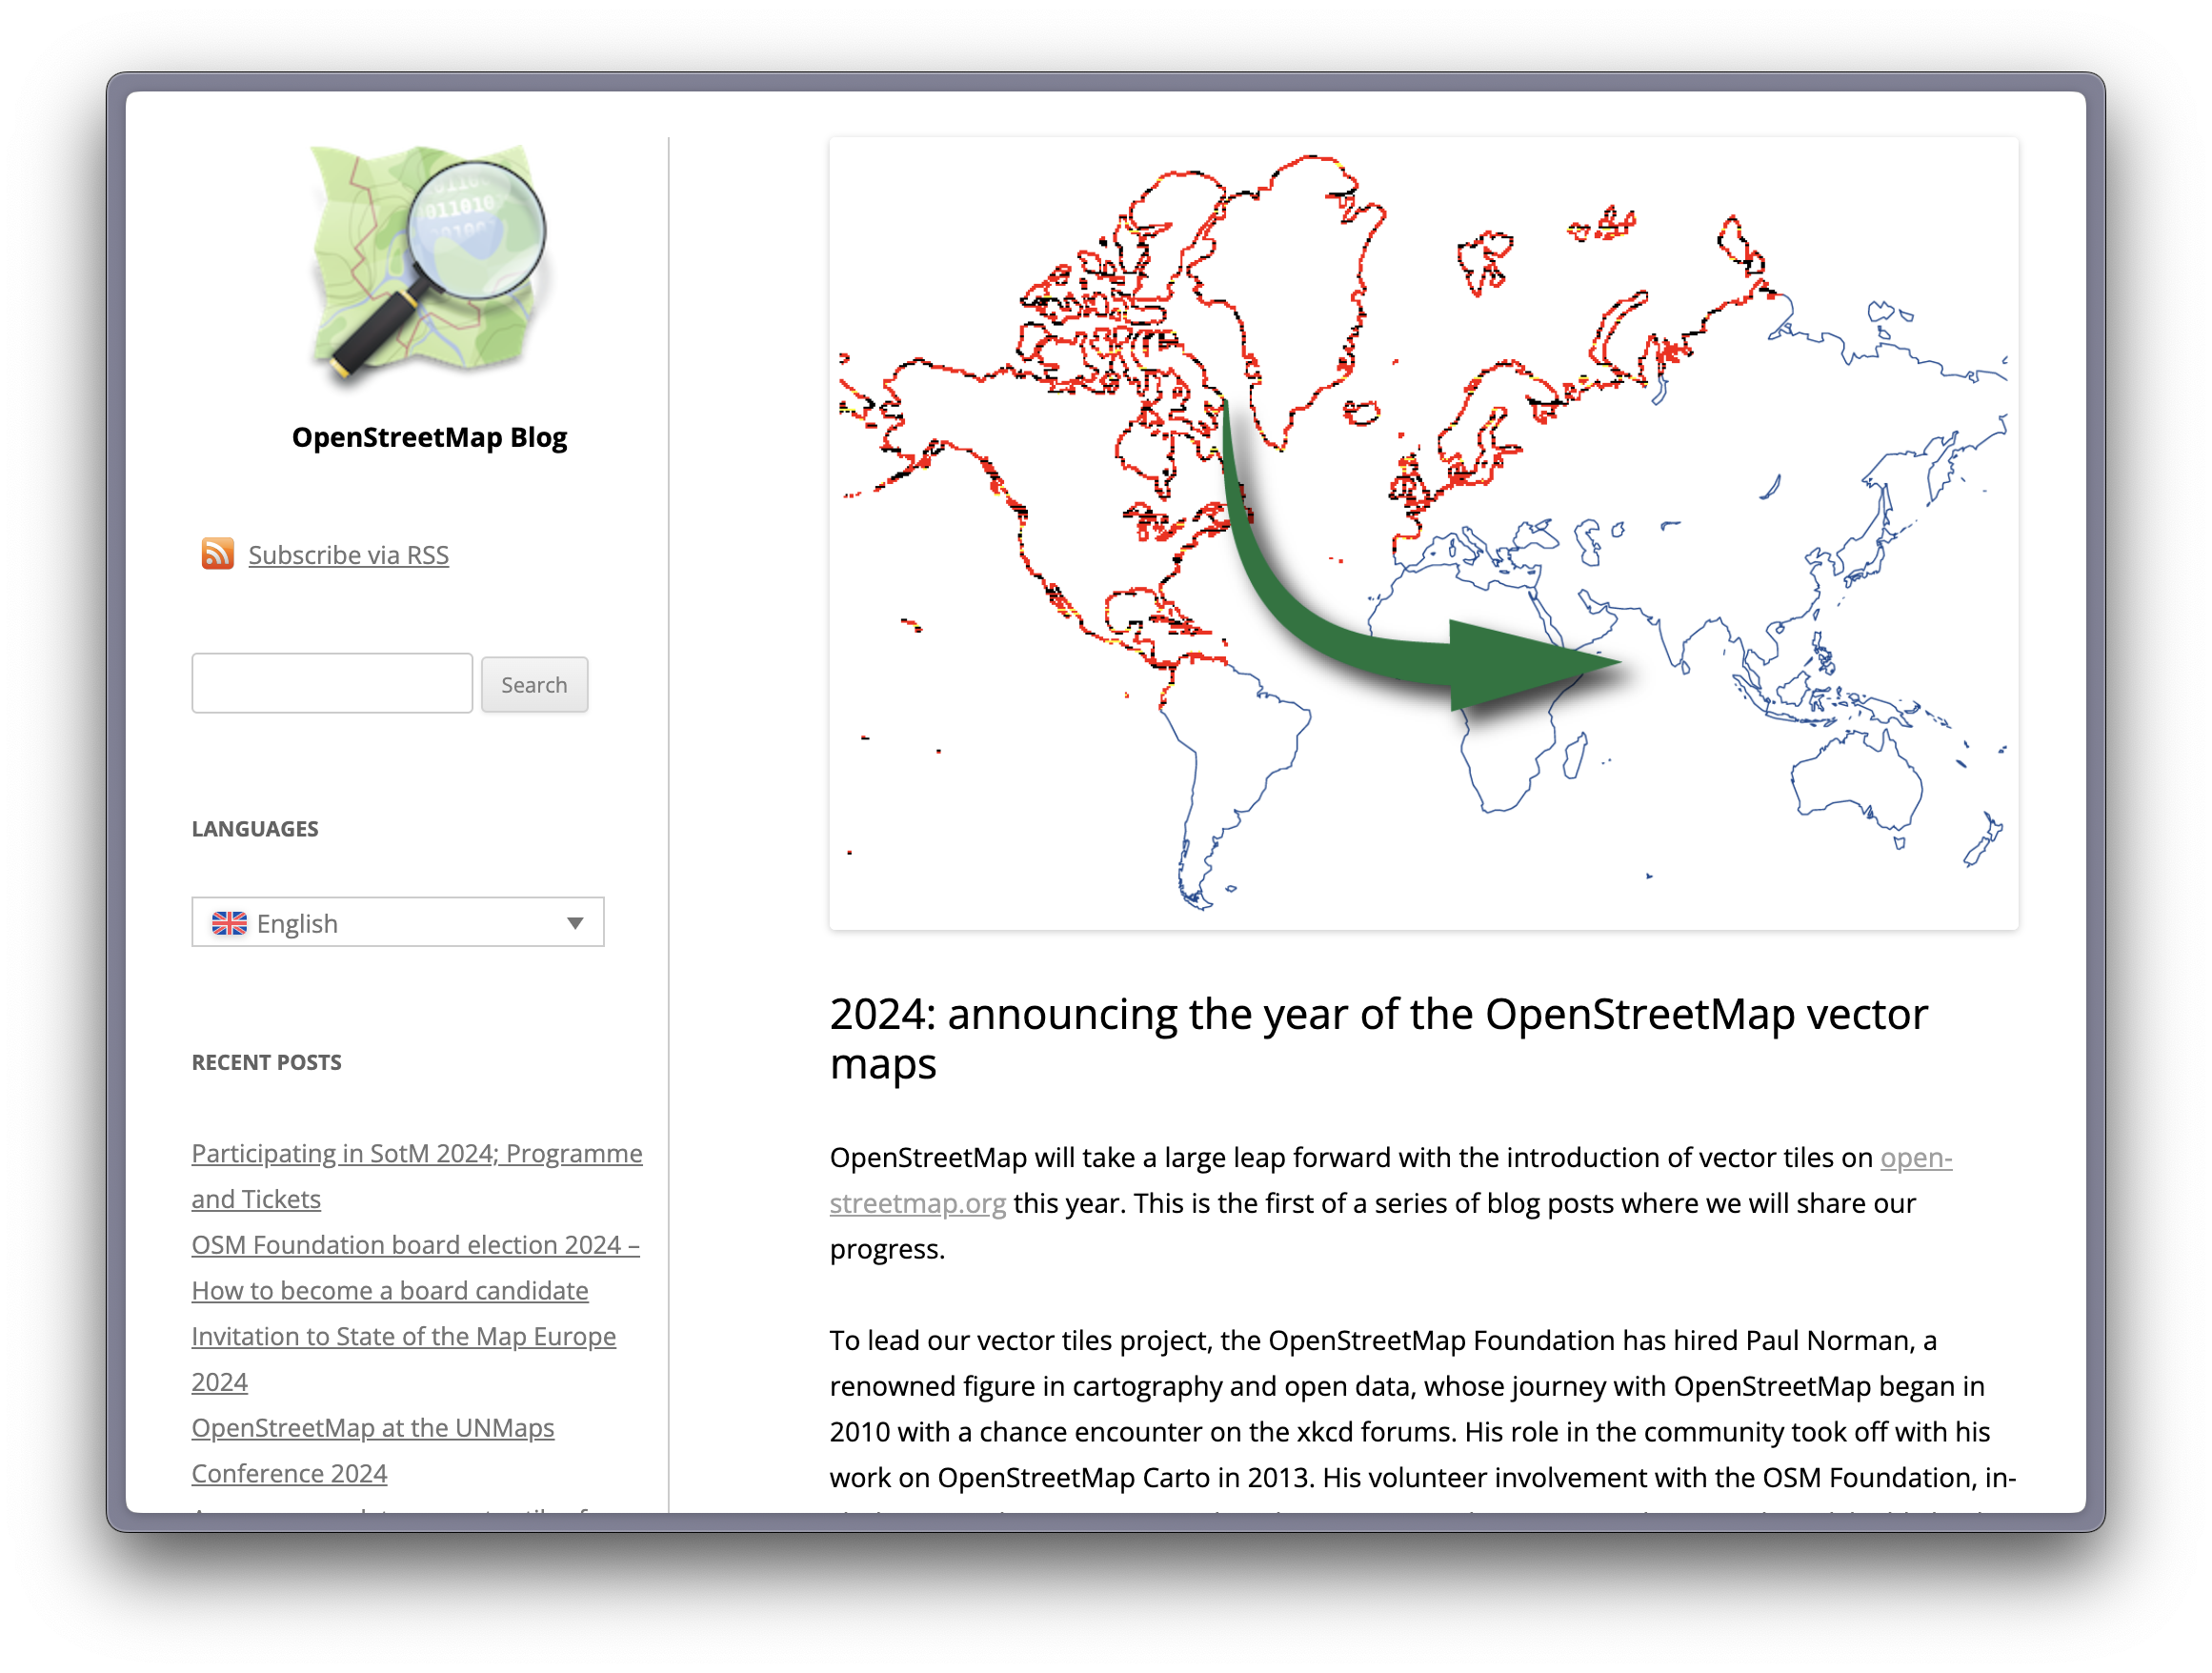 011010
01001
OpenStreetMap Blog
Subscribe via RSS
Search
LANGUAGES
English
RECENT POSTS
Participating in SotM 2024; Programme
and Tickets
OSM Foundation board election 2024 –
How to become a board candidate
Invitation to State of the Map Europe
2024
OpenStreetMap at the UNMaps
Conference 2024
2024: announcing the year of the OpenStreetMap vector
maps
OpenStreetMap will take a large leap forward with the introduction of vector tiles on open-
streetmap.org this year. This is the first of a series of blog posts where we will share our
progress.
To lead our vector tiles project, the OpenStreetMap Foundation has hired Paul Norman, a
renowned figure in cartography and open data, whose journey with OpenStreetMap began in
2010 with a chance encounter on the xkcd forums. His role in the community took off with his
work on OpenStreetMap Carto in 2013. His volunteer involvement with the OSM Foundation, in-